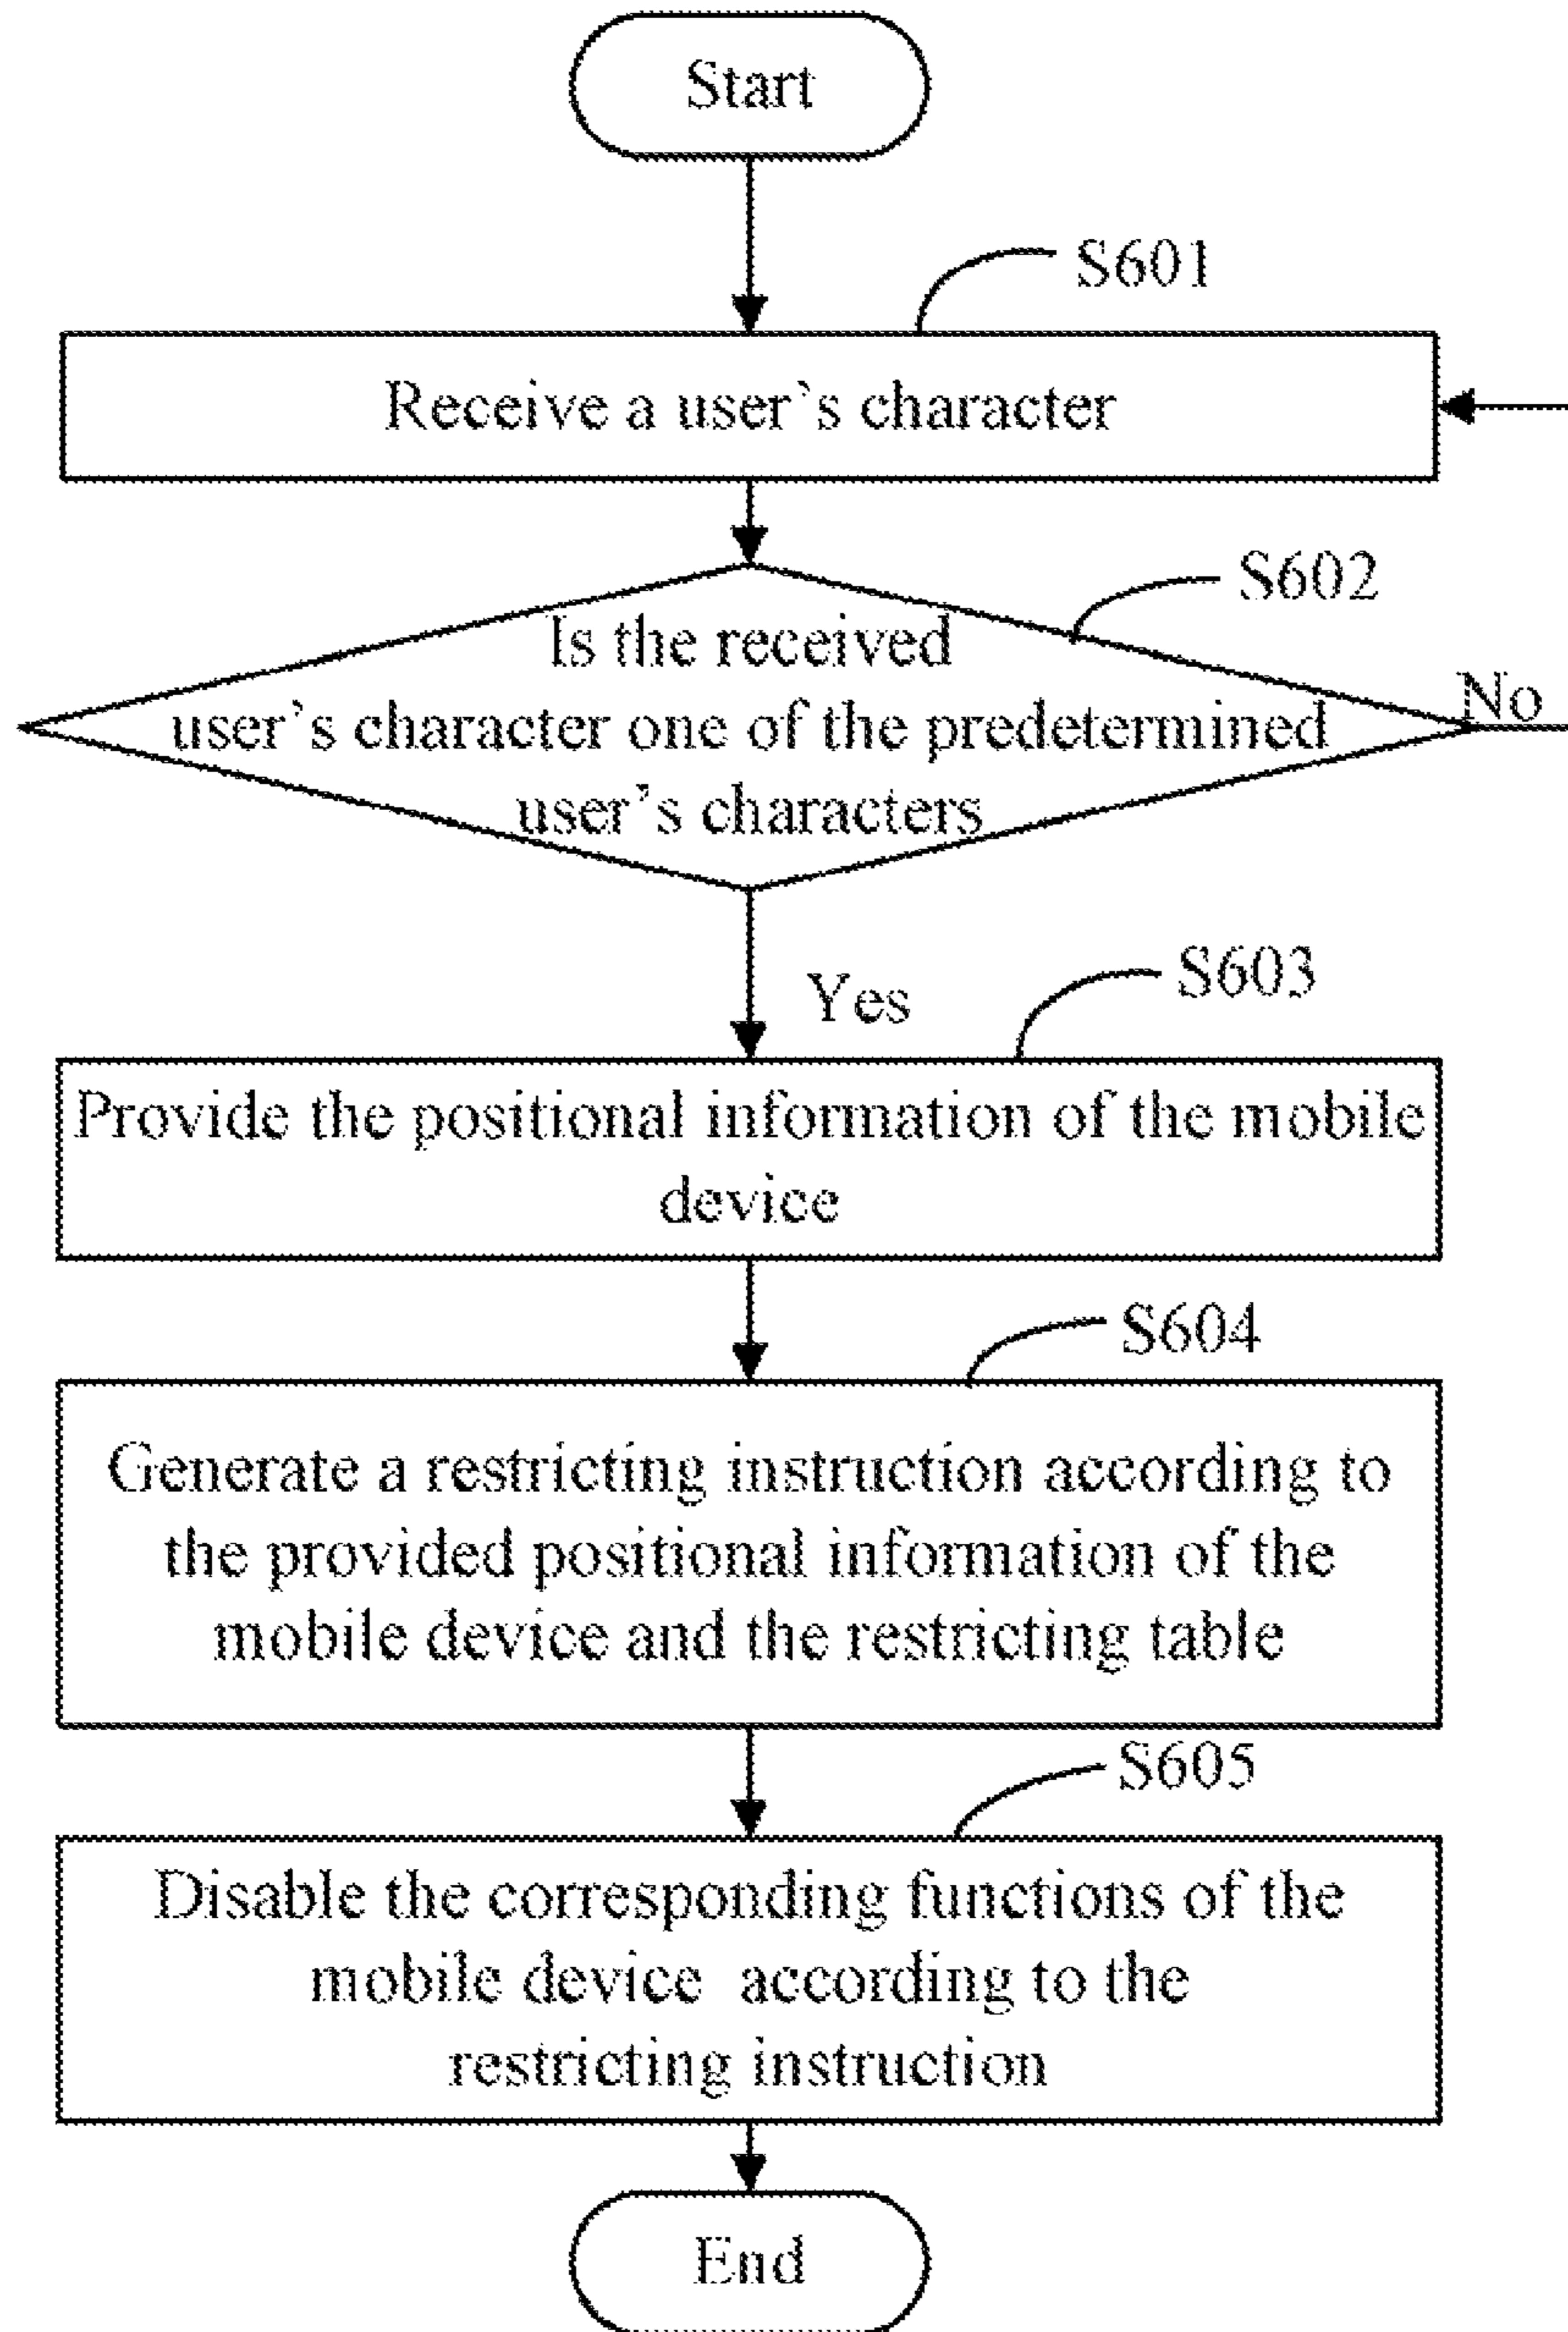 Start
S601
Receive a user's character
S602
Is the received
user's character one of the predetermined
user's characters
No
Yes
S603
Provide the positional information of the mobile
device
S604
Generate a restricting instruction according to
the provided positional information of the
mobile device and the restricting table
S605
Disable the corresponding functions of the
mobile device according to the
restricting instruction
End